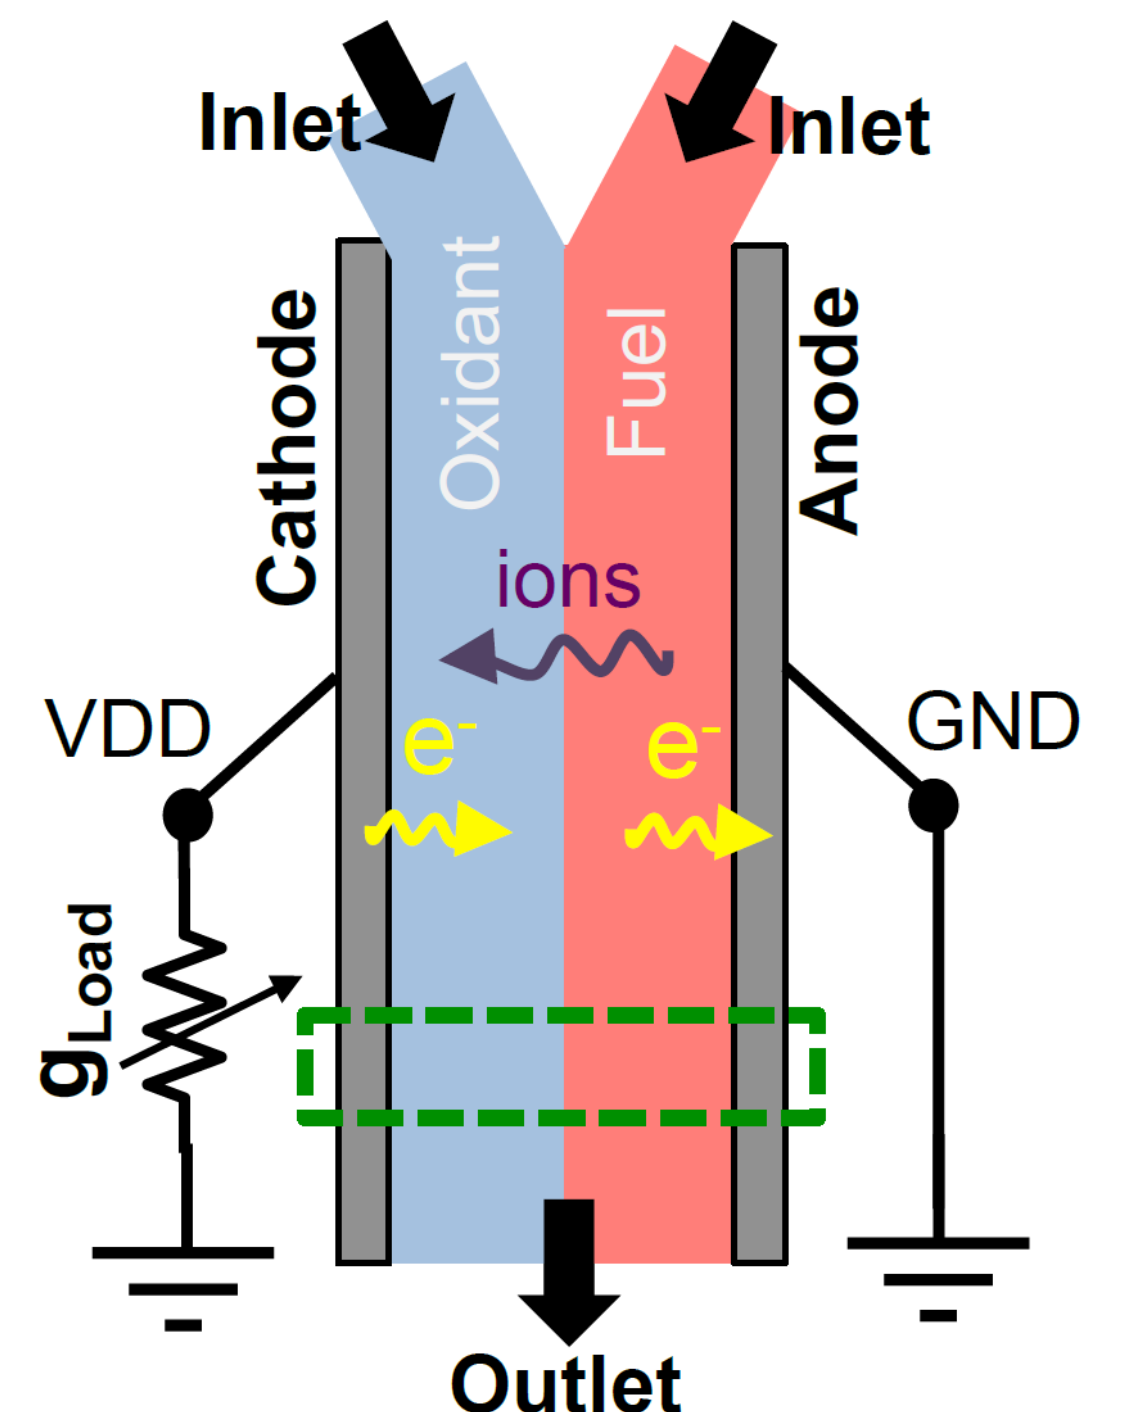 Inlet
Inlet
Oxidant
Fuel
Cathode
Anode
ions
VDD
GND
e-
e-
gLoad
Outlet